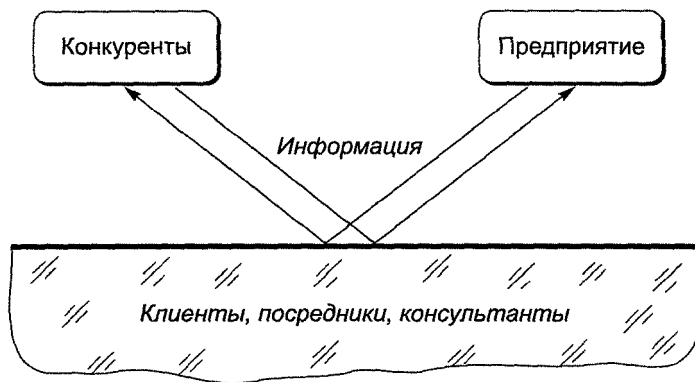 Конкуренты
Предприятие
Информация
Клиенты, посредники, консультанты